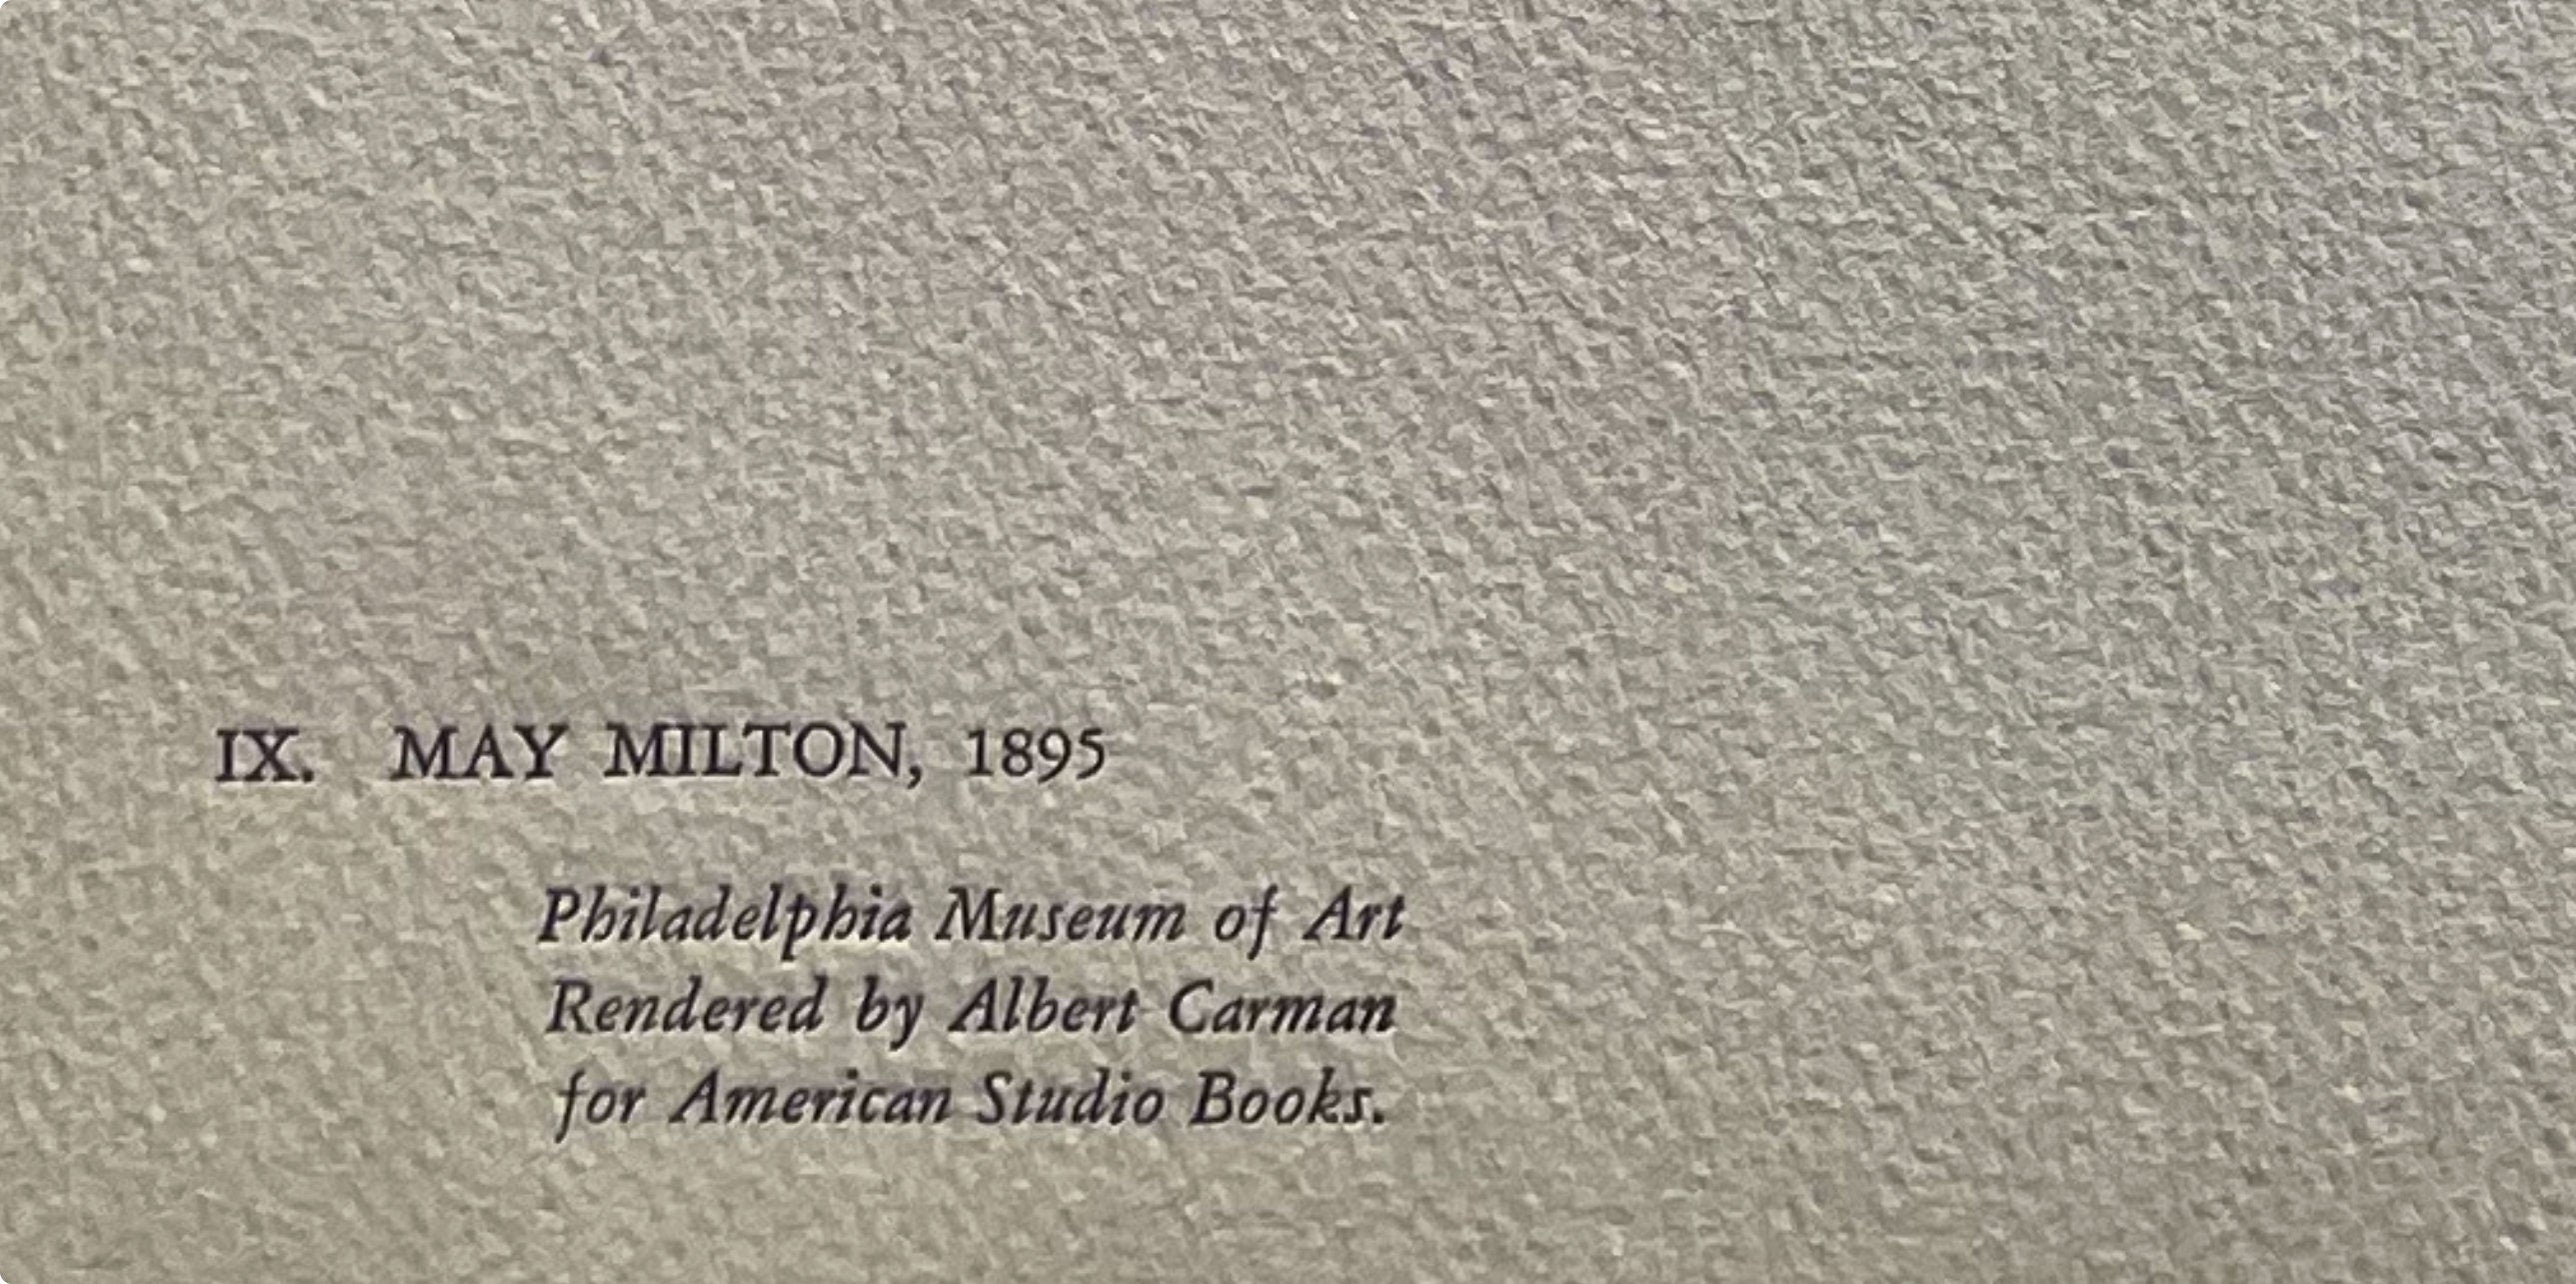 IX. MAY MILTON, 1895
Philadelphia Museum of Art
Rendered by Albert Carman
for American Studio Books.